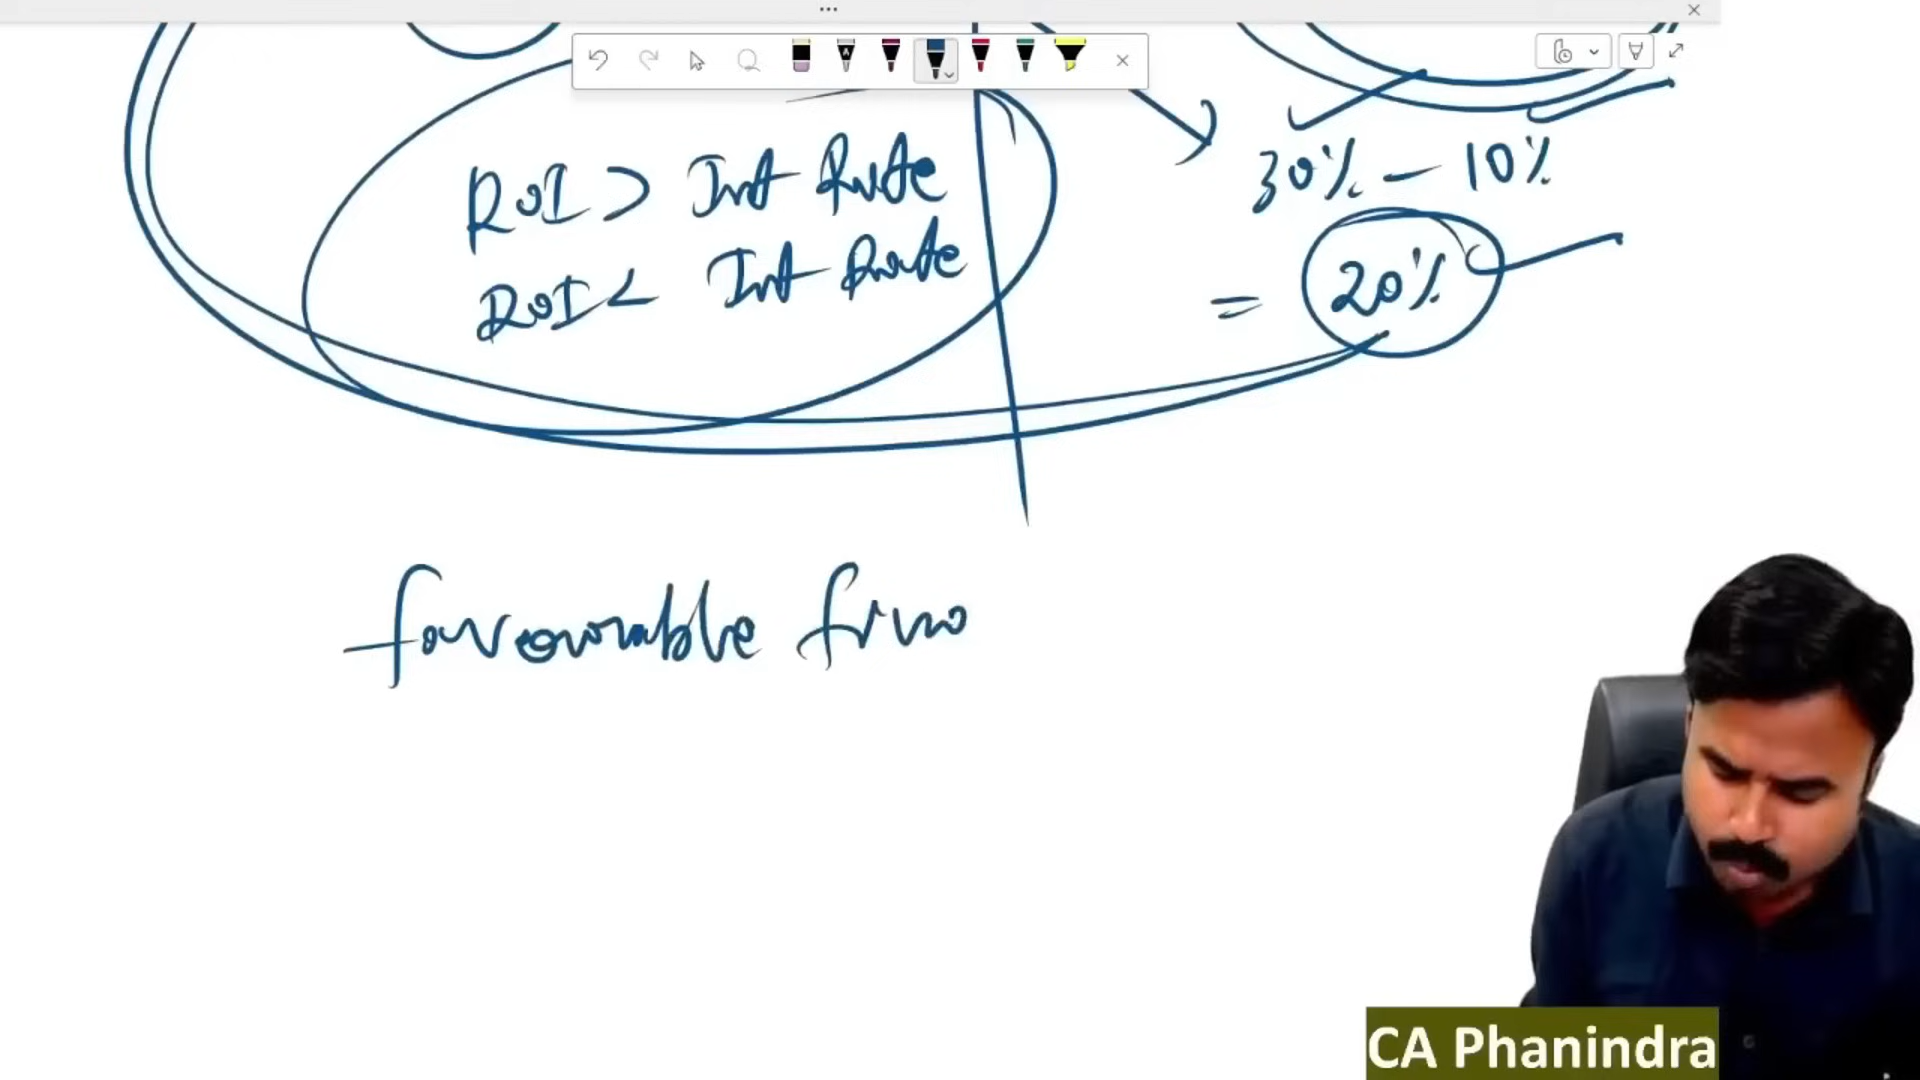 ROI > Int Rate
ROI < Int Rate
30% - 10%
= 20%
favourable fina
CA Phanindra